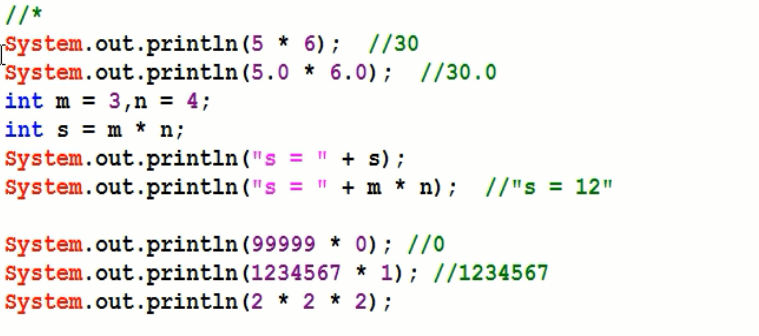 //*
System.out.println(5 * 6);  //30
System.out.println(5.0 * 6.0);  //30.0
int m = 3,n = 4;
int s = m * n;
System.out.println("s = " + s);
System.out.println("s = " + m * n);  //"s = 12"
System.out.println(99999 * 0); //0
System.out.println(1234567 * 1); //1234567
System.out.println(2 * 2 * 2);